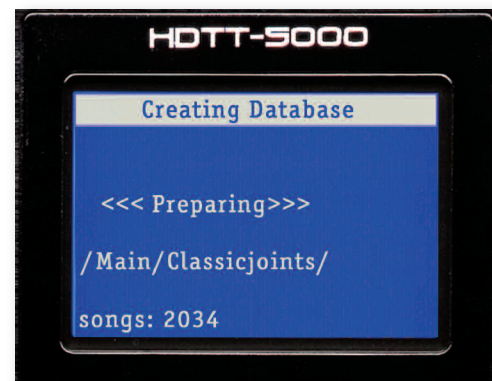 HDTT-5000
Creating Database
<<< Preparing>>>
/Main/Classicjoints/
songs: 2034